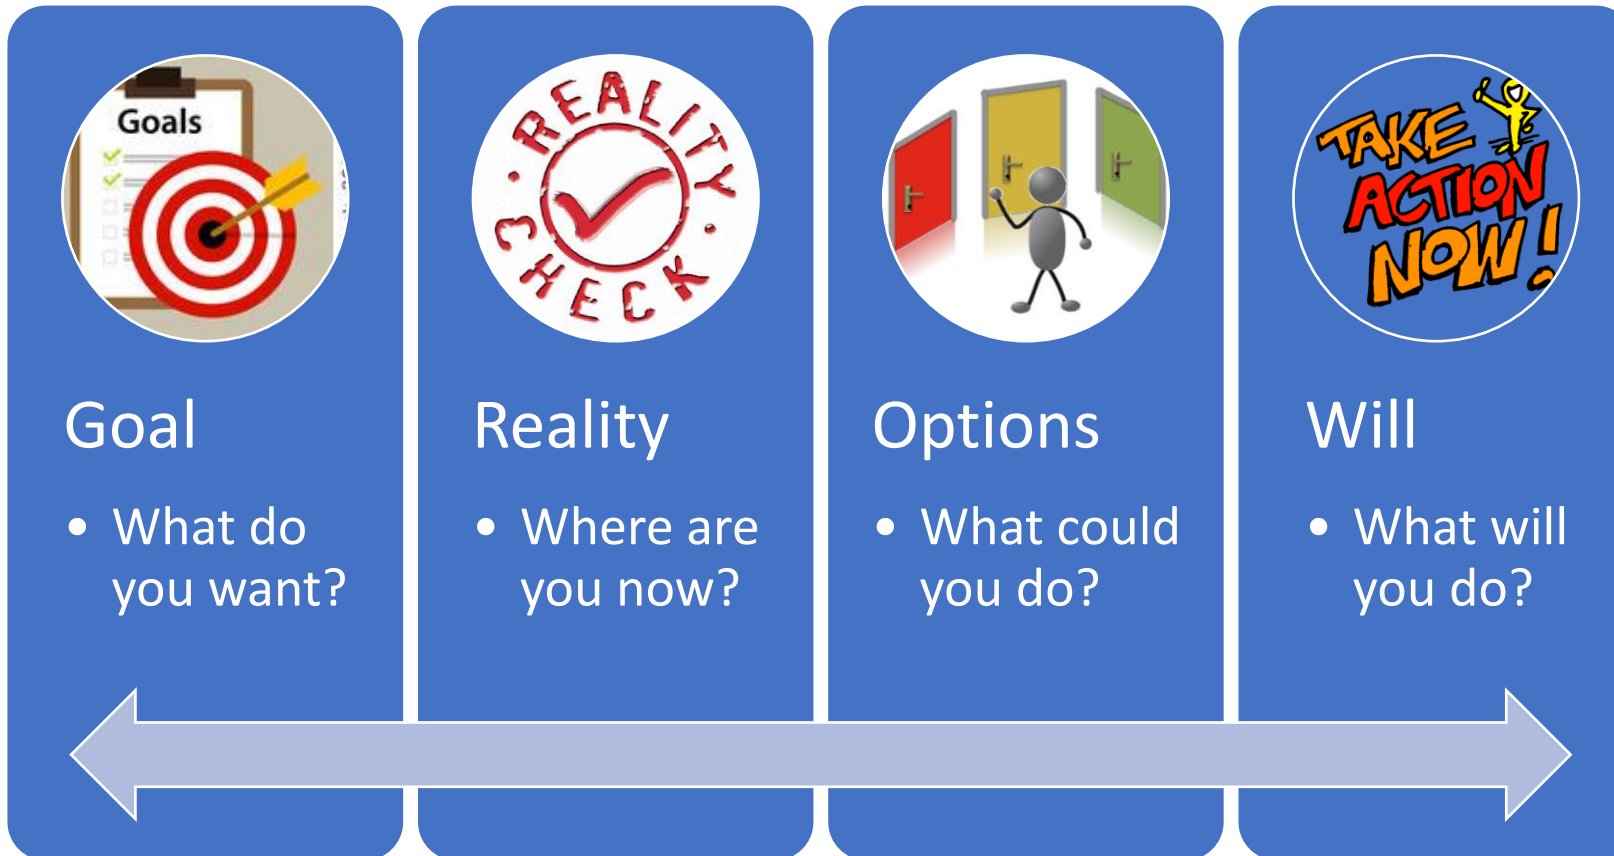 Goals
REALITY
CHECK
TAKE
ACTION
NOW!
Goal
Reality
Options
Will
• What do
you want?
• Where are
you now?
• What could
you do?
• What will
you do?